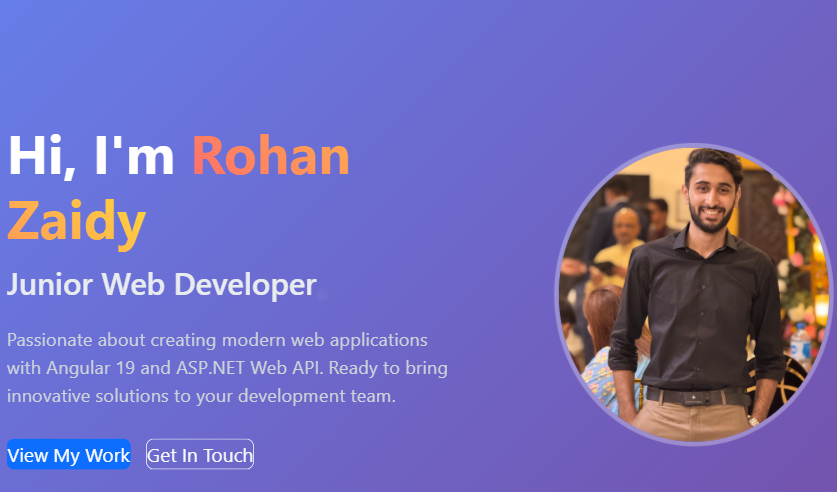 Hi, I'm Rohan
Zaidy
Junior Web Developer
Passionate about creating modern web applications
with Angular 19 and ASP.NET Web API. Ready to bring
innovative solutions to your development team.
View My Work
Get In Touch